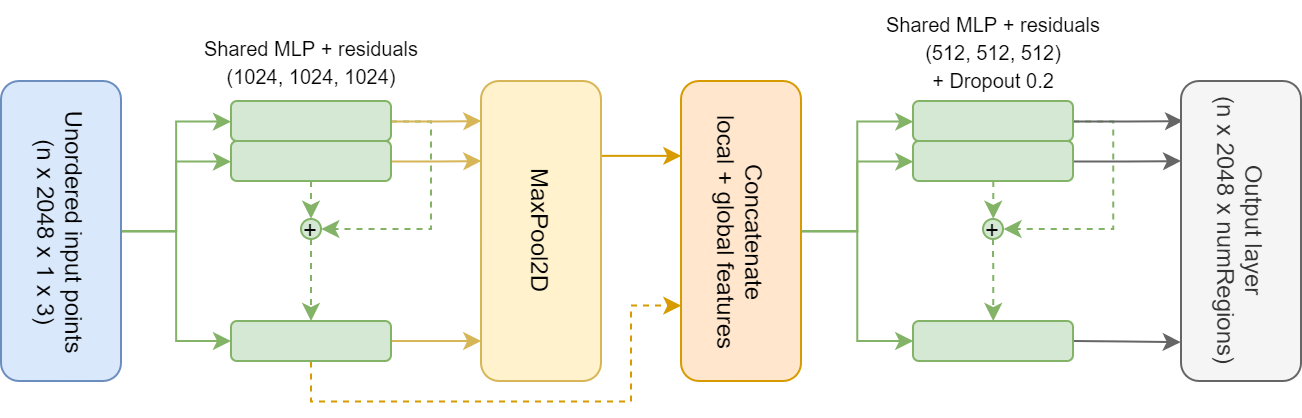 Unordered input points
(n x 2048 x 1 x 3)
Shared MLP + residuals
(1024, 1024, 1024)
+
MaxPool2D
Concatenate
local + global features
Shared MLP + residuals
(512, 512, 512)
+ Dropout 0.2
+
Output layer
(n x 2048 x numRegions)